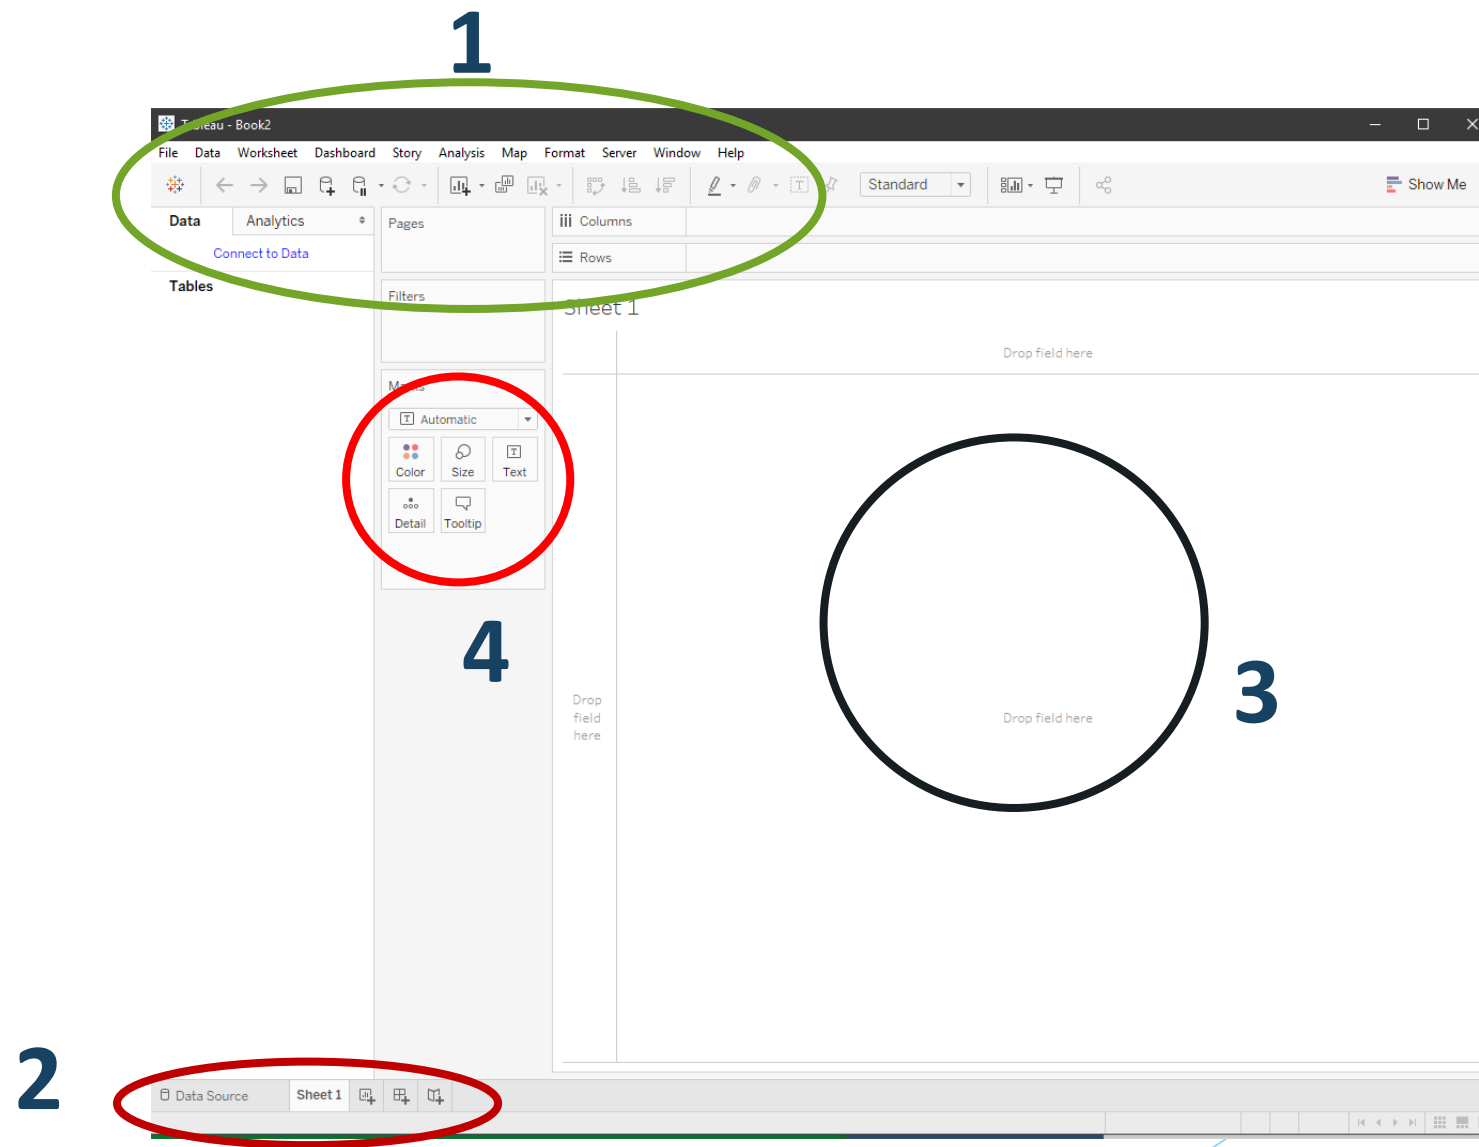 1
Tableau - Book2
File Data Worksheet Dashboard Story Analysis Map Format Server Window Help
Standard
Show Me
Data Analytics
Pages
Columns
Connect to Data
Rows
Tables
Filters
Sheet 1
Drop field here
Marks
Automatic
Color Size Text
Detail Tooltip
4
3
Drop
field
here
Drop field here
2
Data Source Sheet 1